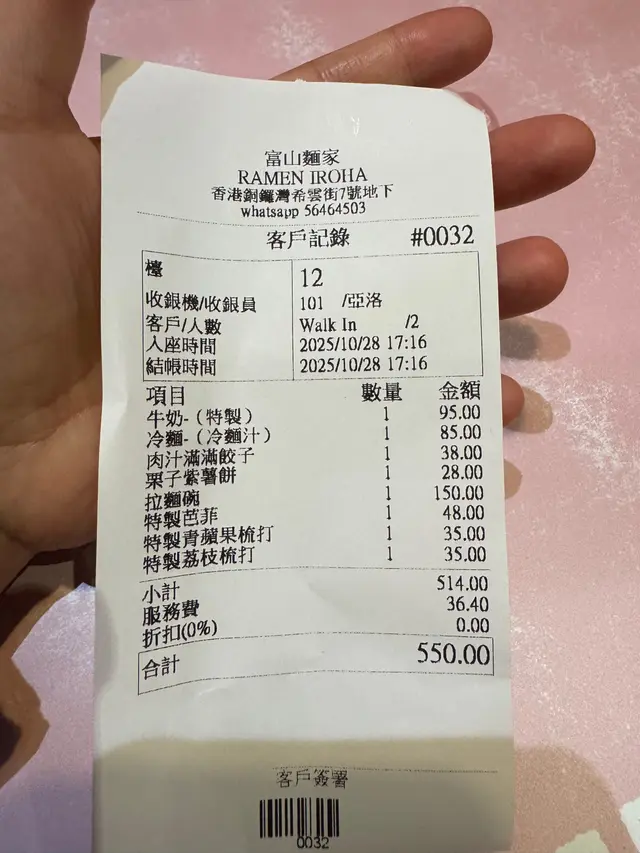 富山麵家
RAMEN IROHA
香港銅鑼灣希雲街7號地下
whatsapp 56464503
客戶記錄 #0032
檯 12
收銀機/收銀員 101 /亞洛
客戶/人數 Walk In /2
入座時間 2025/10/28 17:16
結帳時間 2025/10/28 17:16
項目 數量 金額
牛奶-（特製） 1 95.00
冷麵-（冷麵汁） 1 85.00
肉汁滿滿餃子 1 38.00
栗子紫薯餅 1 28.00
拉麵碗 1 150.00
特製芭菲 1 48.00
特製青蘋果梳打 1 35.00
特製荔枝梳打 1 35.00
小計 514.00
服務費 36.40
折扣(0%) 0.00
合計 550.00
客戶簽署
0032